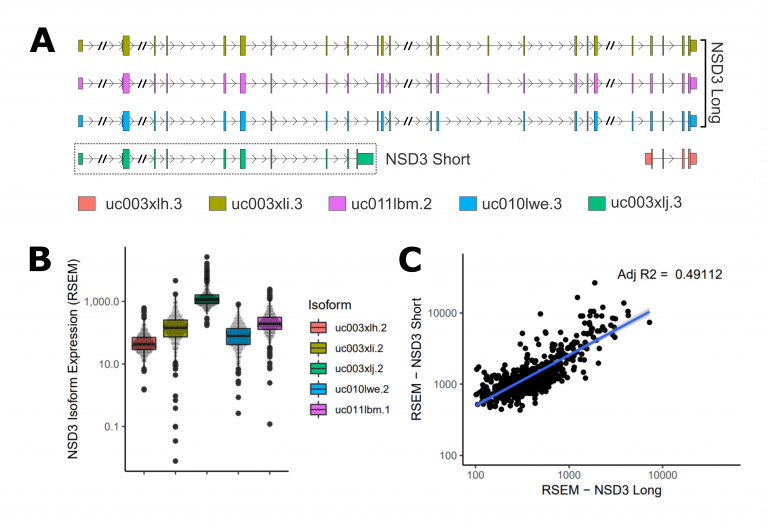 A
NSD3 Long
NSD3 Short
uc003xlh.3
uc003xli.3
uc011lbm.2
uc010lwe.3
uc003xlj.3
B
NSD3 Isoform Expression (RSEM)
1,000.0
10.0
0.1
Isoform
uc003xlh.2
uc003xli.2
uc003xlj.2
uc010lwe.2
uc011lbm.1
C
Adj R2 = 0.49112
RSEM − NSD3 Short
10000
1000
100
100
1000
10000
RSEM − NSD3 Long